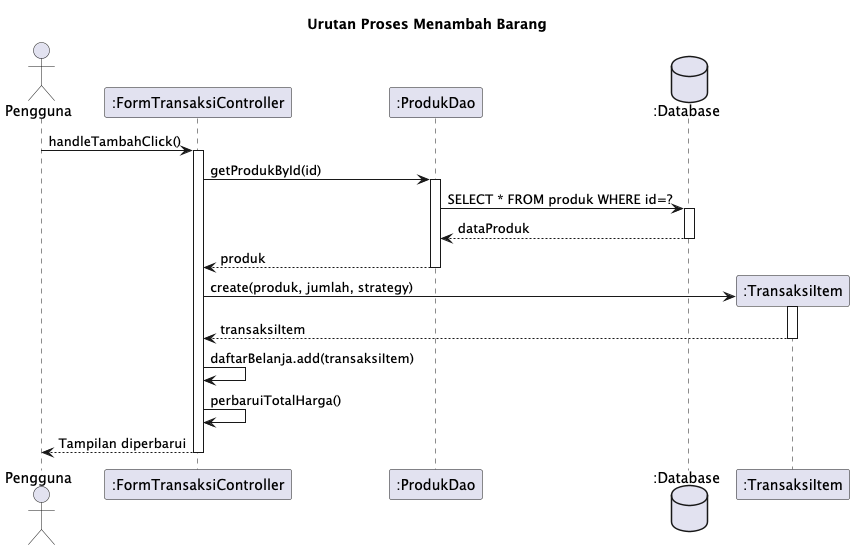 Urutan Proses Menambah Barang
Pengguna
:FormTransaksiController
:ProdukDao
:Database
handleTambahClick()
getProdukById(id)
SELECT * FROM produk WHERE id=?
dataProduk
produk
create(produk, jumlah, strategy)
:TransaksiItem
transaksiItem
daftarBelanja.add(transaksiItem)
perbaruiTotalHarga()
Tampilan diperbarui
Pengguna
:FormTransaksiController
:ProdukDao
:Database
:TransaksiItem